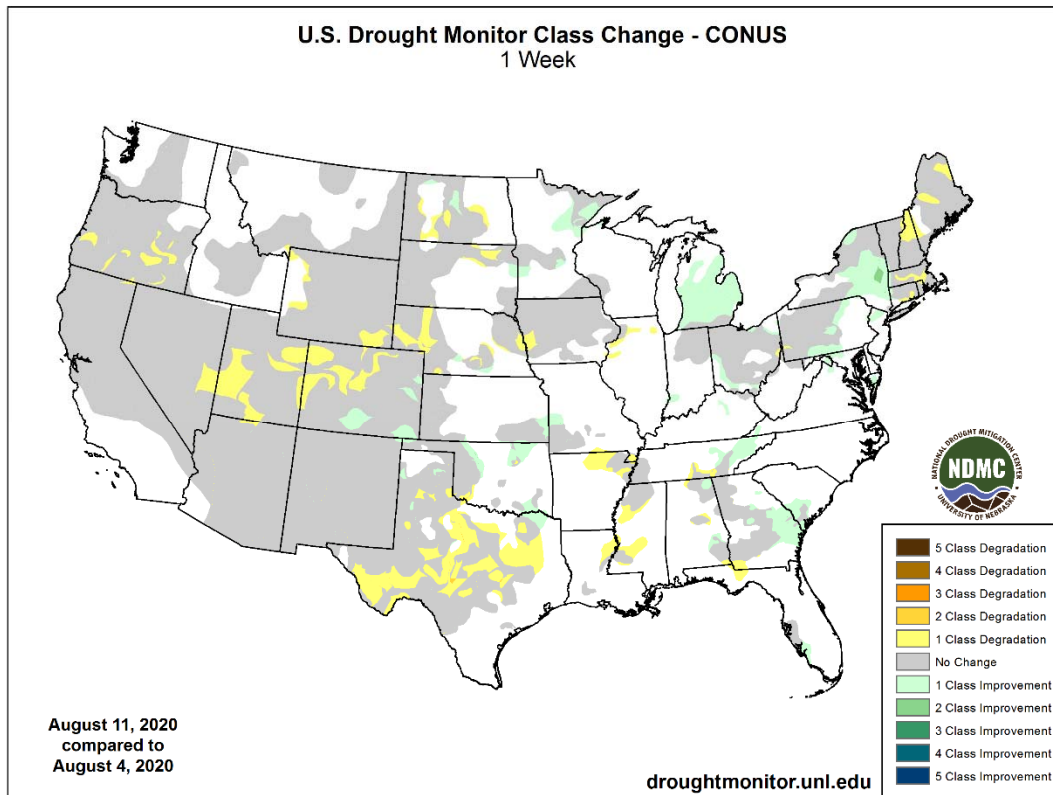 U.S. Drought Monitor Class Change - CONUS
1 Week
NATIONAL DROUGHT MITIGATION CENTER
NDMC
UNIVERSITY OF NEBRASKA
5 Class Degradation
4 Class Degradation
3 Class Degradation
2 Class Degradation
1 Class Degradation
No Change
1 Class Improvement
2 Class Improvement
3 Class Improvement
4 Class Improvement
5 Class Improvement
August 11, 2020
compared to
August 4, 2020
droughtmonitor.unl.edu